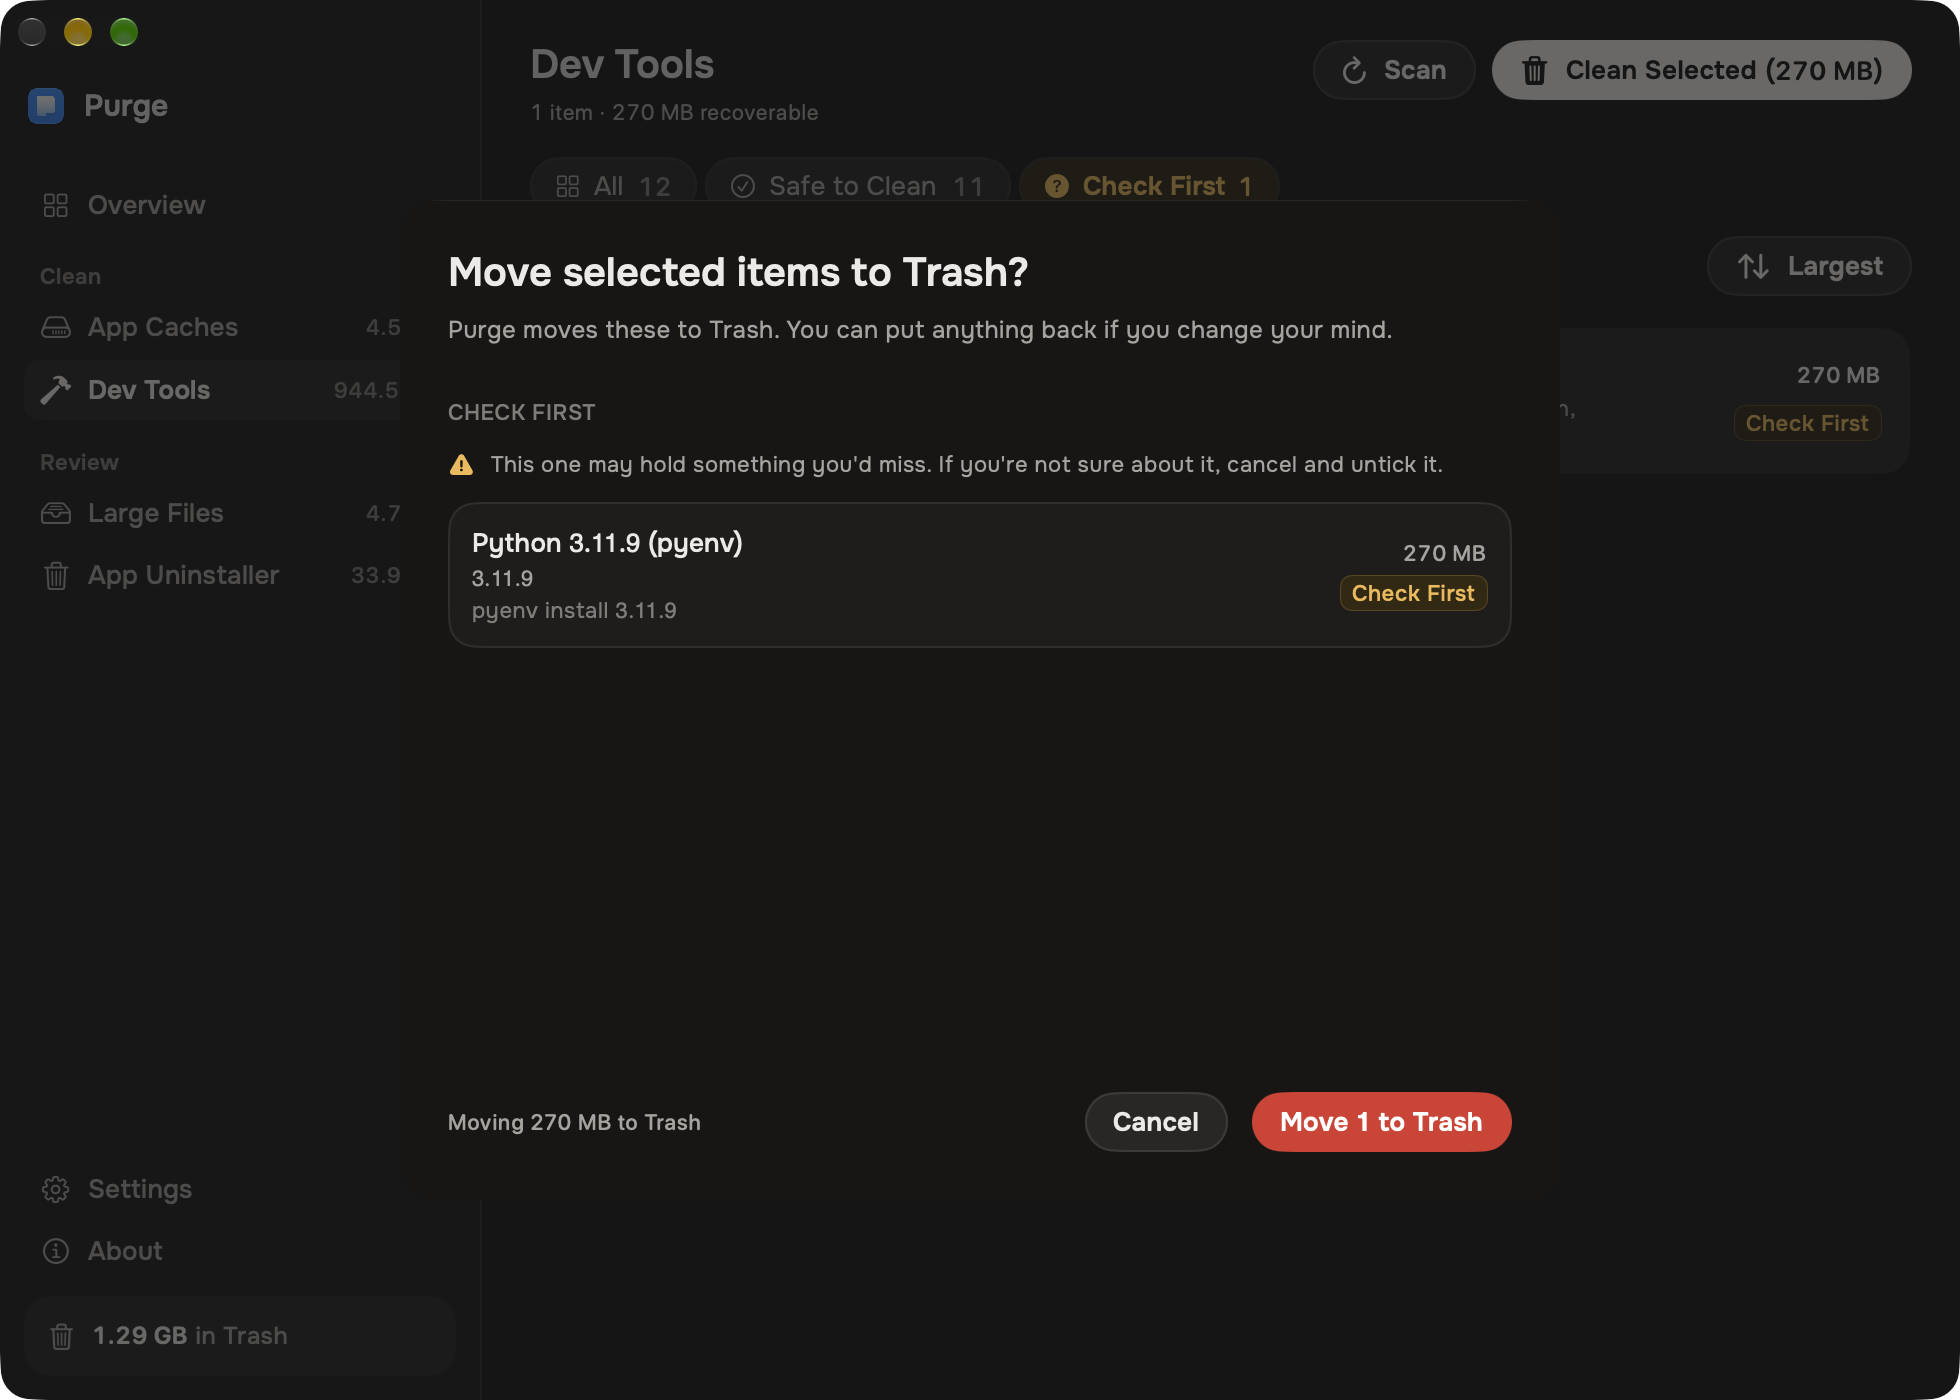 Purge
Overview
Clean
App Caches 4.5
Dev Tools 944.5
Review
Large Files 4.7
App Uninstaller 33.9
Settings
About
1.29 GB in Trash
Dev Tools
1 item · 270 MB recoverable
Scan
Clean Selected (270 MB)
All 12
Safe to Clean 11
Check First 1
Largest
270 MB
Check First
Move selected items to Trash?
Purge moves these to Trash. You can put anything back if you change your mind.
CHECK FIRST
This one may hold something you'd miss. If you're not sure about it, cancel and untick it.
Python 3.11.9 (pyenv)
3.11.9
pyenv install 3.11.9
270 MB
Check First
Moving 270 MB to Trash
Cancel
Move 1 to Trash